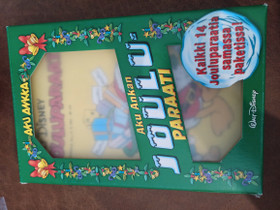 AKU ANKKA
Aku Ankan
JOULU
PARAATI
Kaikki 14
Jouluparaatia
samassa
paketissa!
Walt Disney